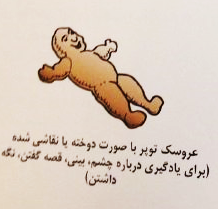 عروسک توپر با صورت دوخته یا نقاشی شده
(برای یادگیری درباره چشم، بینی، قصه گفتن، نگه
داشتن)